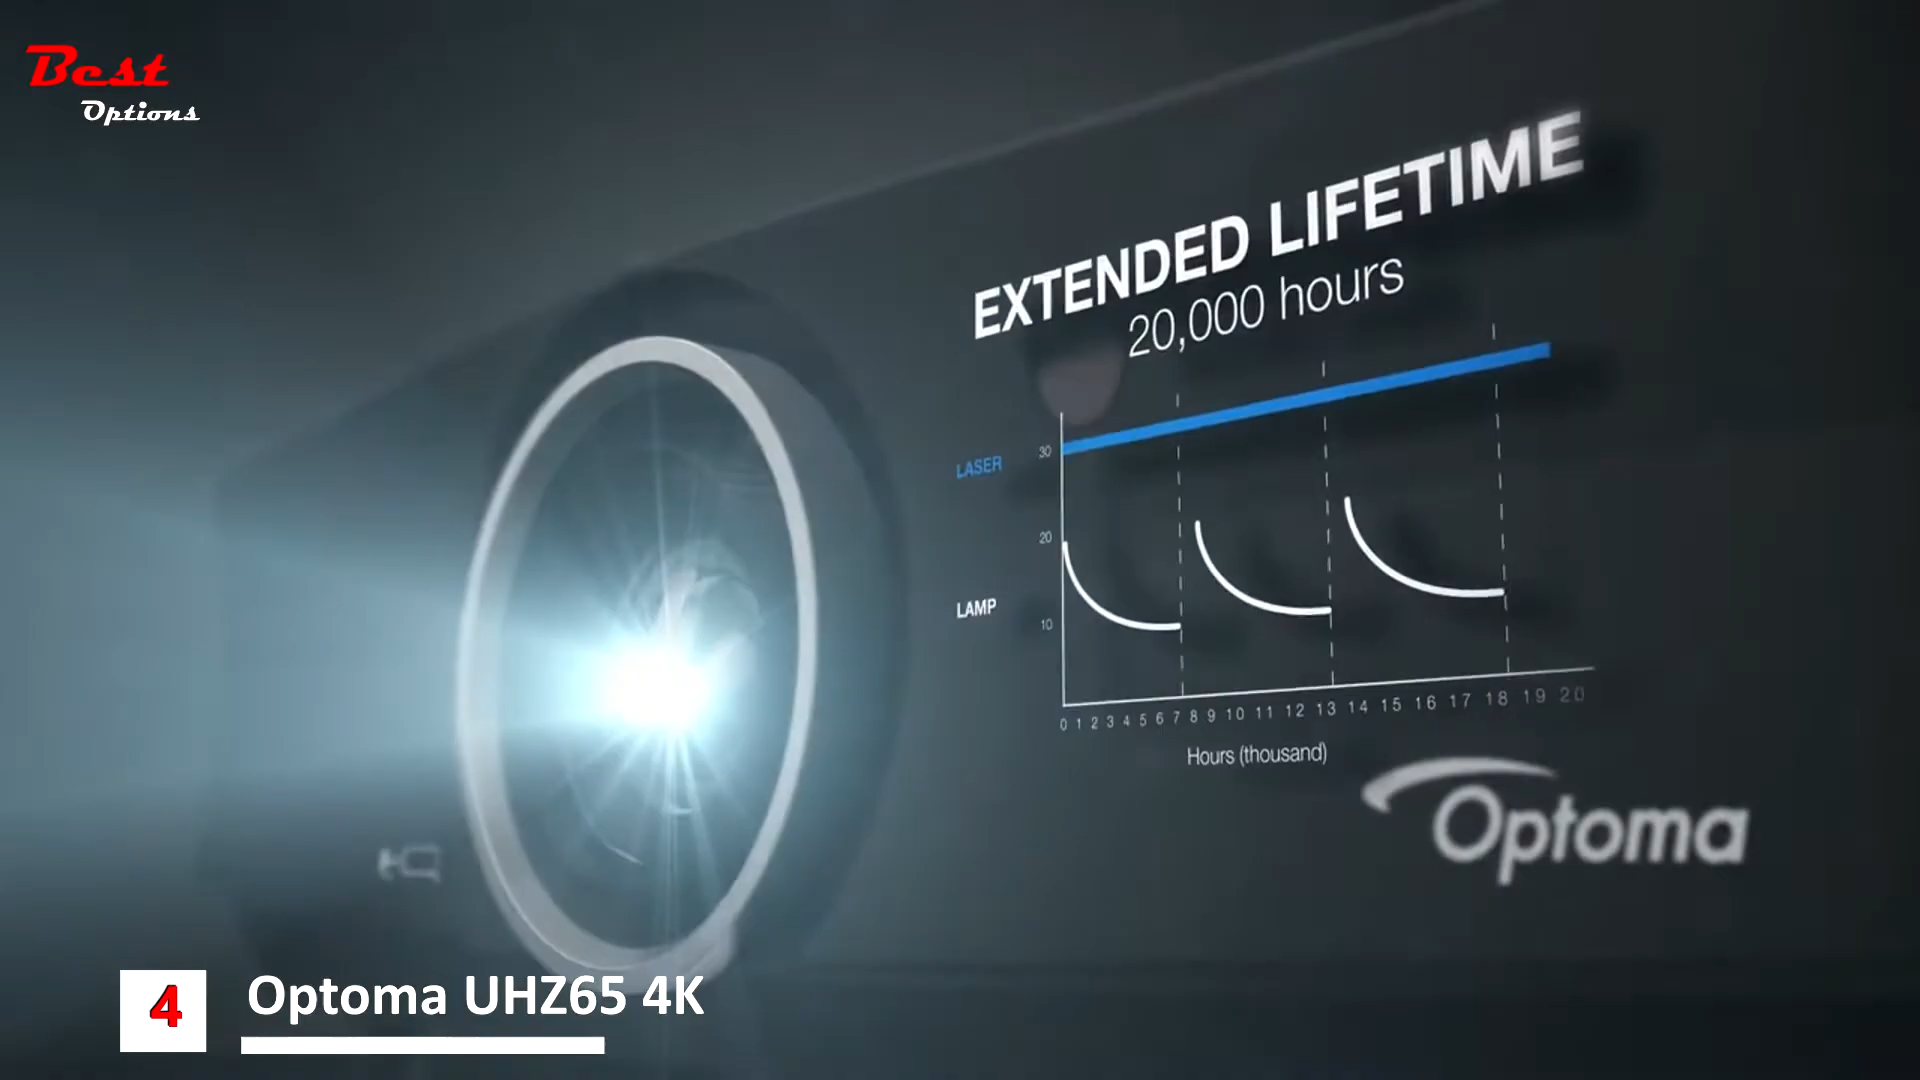 Best
Options
EXTENDED LIFETIME
20,000 hours
LASER
30
20
LAMP
10
0 1 2 3 4 5 6 7 8 9 10 11 12 13 14 15 16 17 18 19 20
Hours (thousand)
Optoma
4
Optoma UHZ65 4K